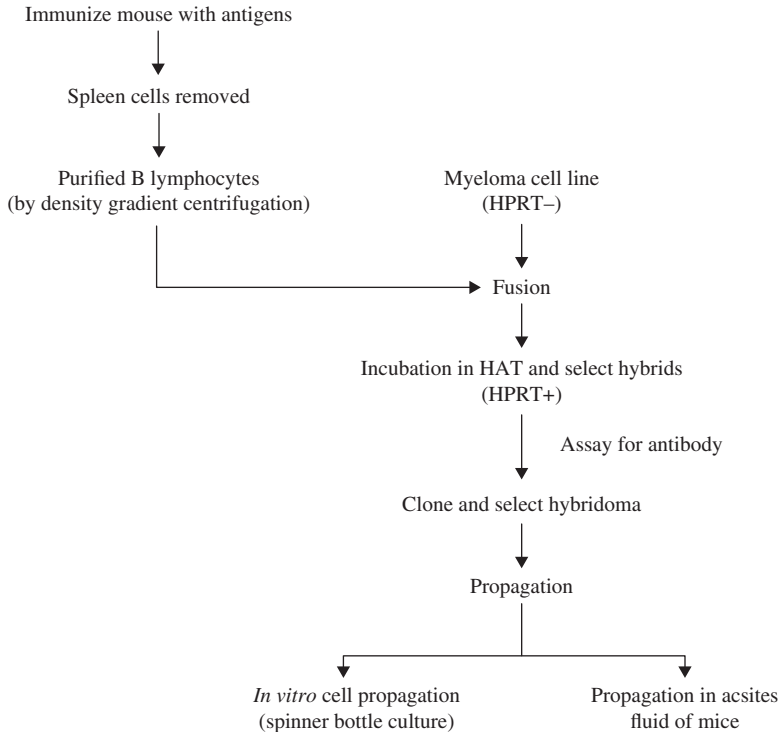 Immunize mouse with antigens
Spleen cells removed
Purified B lymphocytes
(by density gradient centrifugation)
Myeloma cell line
(HPRT–)
Fusion
Incubation in HAT and select hybrids
(HPRT+)
Assay for antibody
Clone and select hybridoma
Propagation
In vitro cell propagation
(spinner bottle culture)
Propagation in acsites
fluid of mice